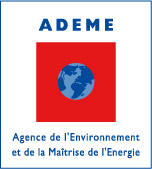 ADEME
Agence de l'Environnement
et de la Maîtrise de l'Energie